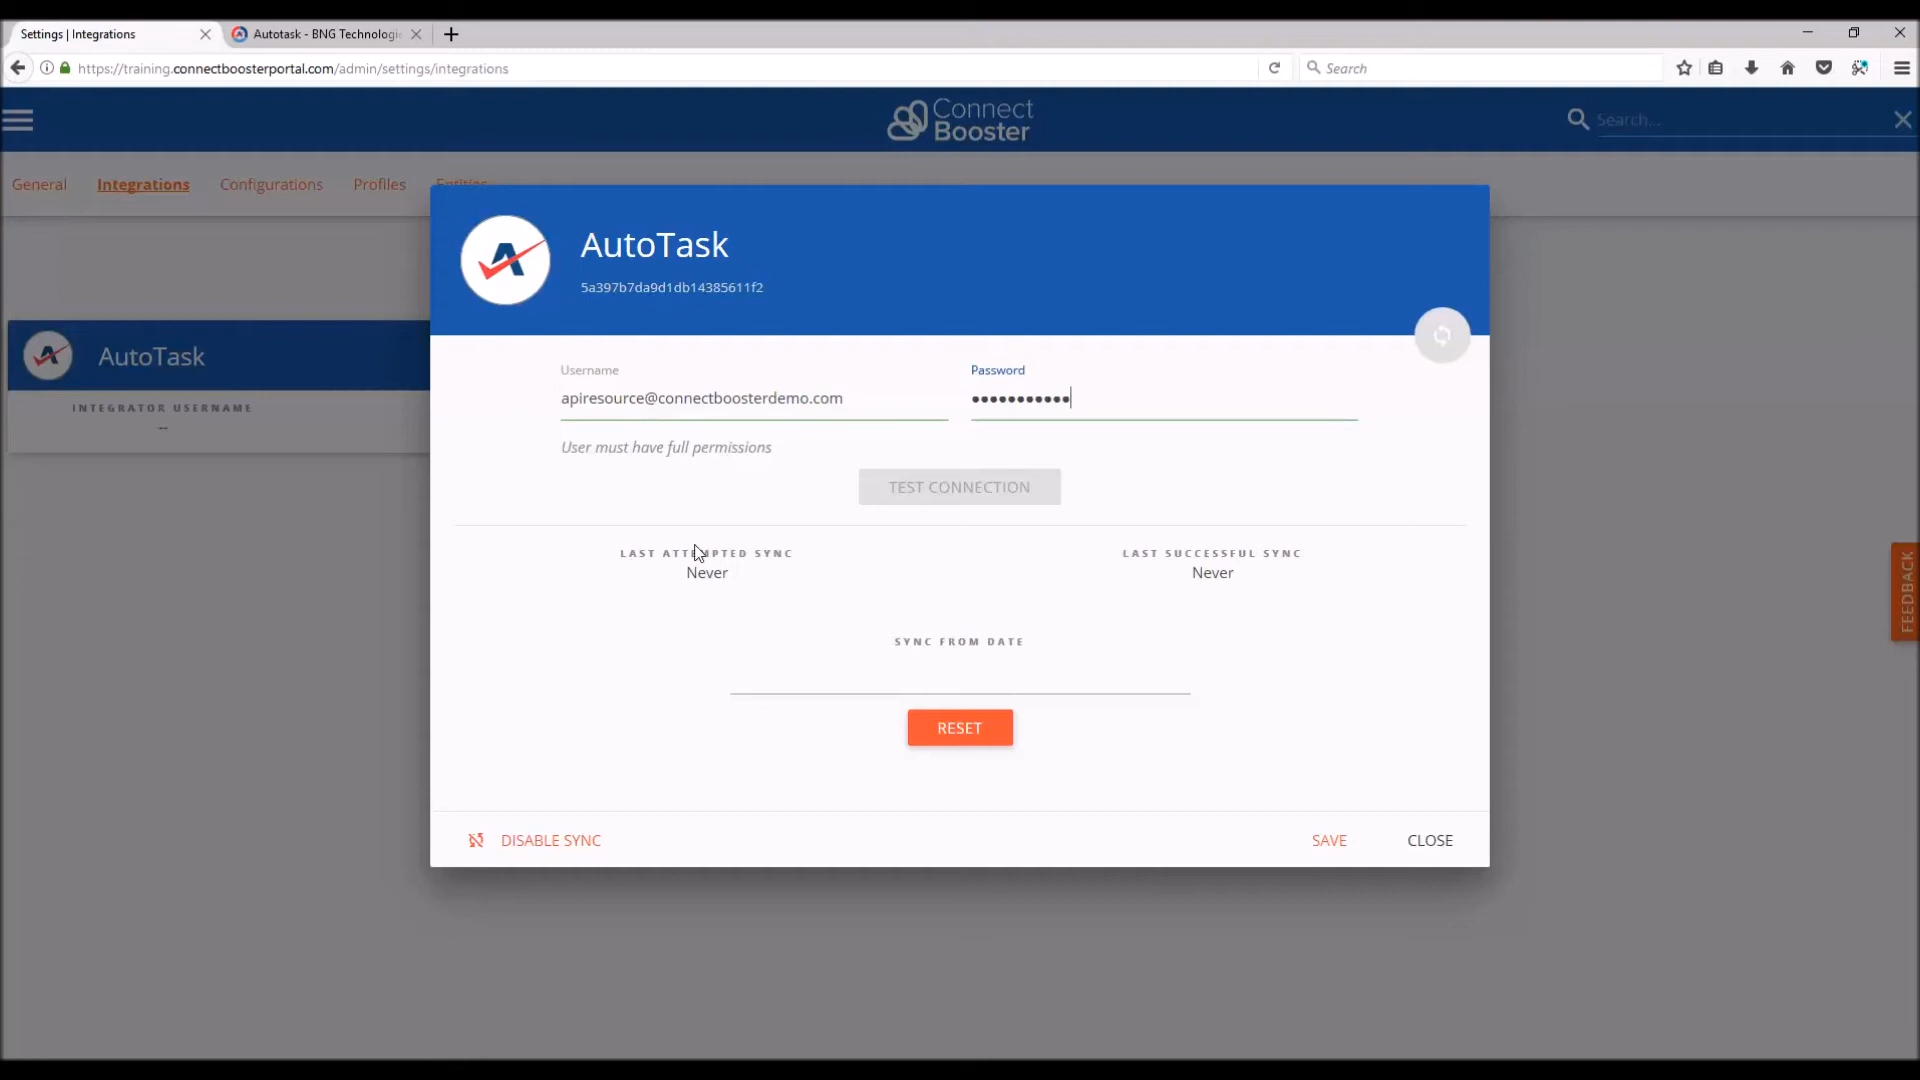 Settings | Integrations
Autotask - BNG Technologi
https://training.connectboosterportal.com/admin/settings/integrations
Search
Connect
Booster
Search...
General
Integrations
Configurations
Profiles
Entities
AutoTask
INTEGRATOR USERNAME
--
AutoTask
5a397b7da9d1db14385611f2
Username
Password
apiresource@connectboosterdemo.com
•••••••••••
User must have full permissions
TEST CONNECTION
LAST ATTEMPTED SYNC
Never
LAST SUCCESSFUL SYNC
Never
SYNC FROM DATE
RESET
DISABLE SYNC
SAVE
CLOSE
FEEDBACK